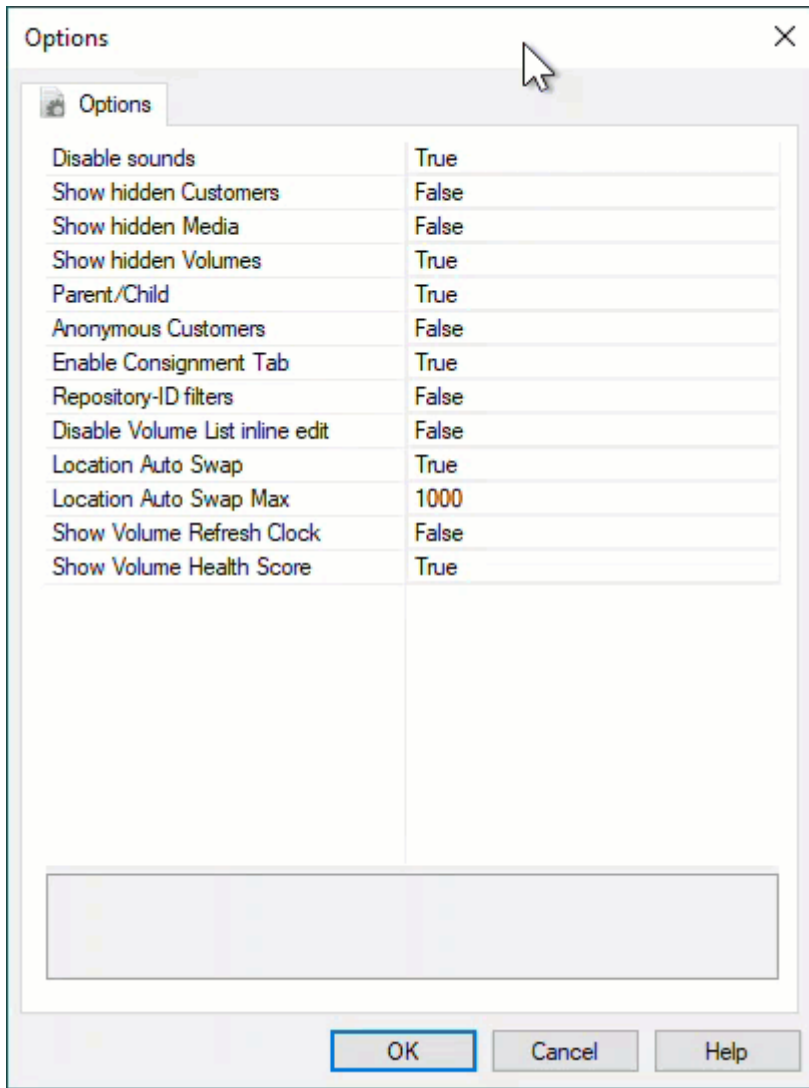 Options
Options
Disable sounds True
Show hidden Customers False
Show hidden Media False
Show hidden Volumes True
Parent/Child True
Anonymous Customers False
Enable Consignment Tab True
Repository-ID filters False
Disable Volume List inline edit False
Location Auto Swap True
Location Auto Swap Max 1000
Show Volume Refresh Clock False
Show Volume Health Score True
OK Cancel Help